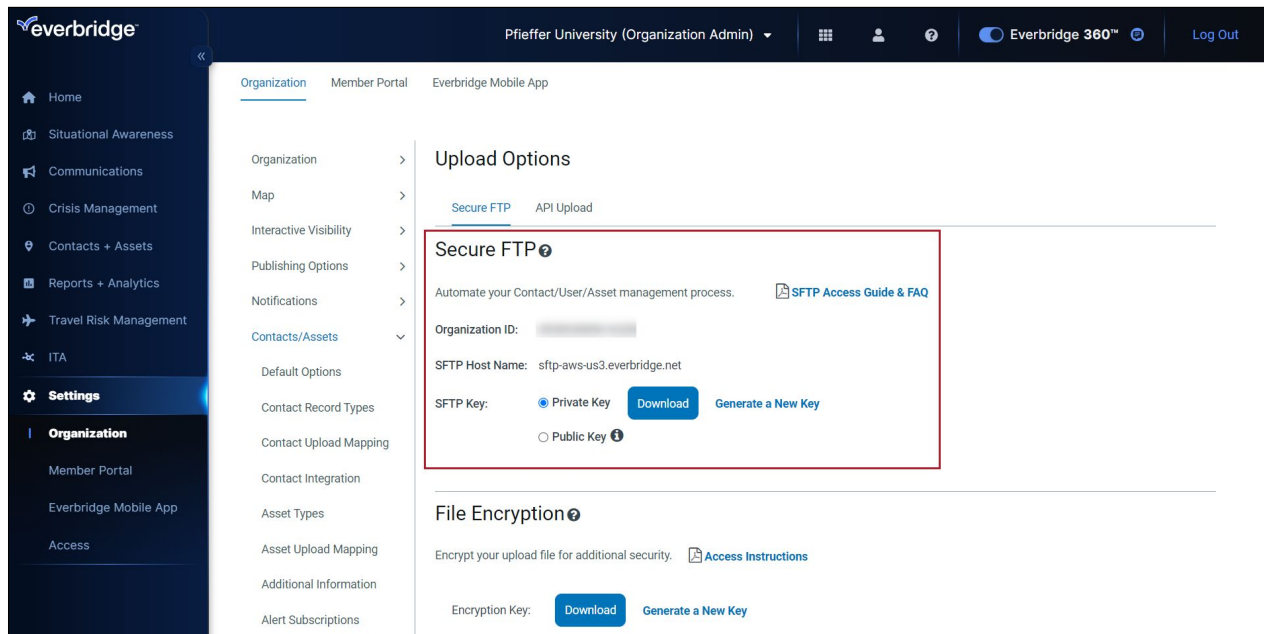 everbridge™
Pfieffer University (Organization Admin)
Everbridge 360™
Log Out
«
Home
Situational Awareness
Communications
Crisis Management
Contacts + Assets
Reports + Analytics
Travel Risk Management
ITA
Settings
Organization
Member Portal
Everbridge Mobile App
Access
Organization Member Portal Everbridge Mobile App
Organization
Map
Interactive Visibility
Publishing Options
Notifications
Contacts/Assets
Default Options
Contact Record Types
Contact Upload Mapping
Contact Integration
Asset Types
Asset Upload Mapping
Additional Information
Alert Subscriptions
Upload Options
Secure FTP API Upload
Secure FTP
Automate your Contact/User/Asset management process. SFTP Access Guide & FAQ
Organization ID:
SFTP Host Name: sftp-aws-us3.everbridge.net
SFTP Key: Private Key Download Generate a New Key
Public Key
File Encryption
Encrypt your upload file for additional security. Access Instructions
Encryption Key: Download Generate a New Key